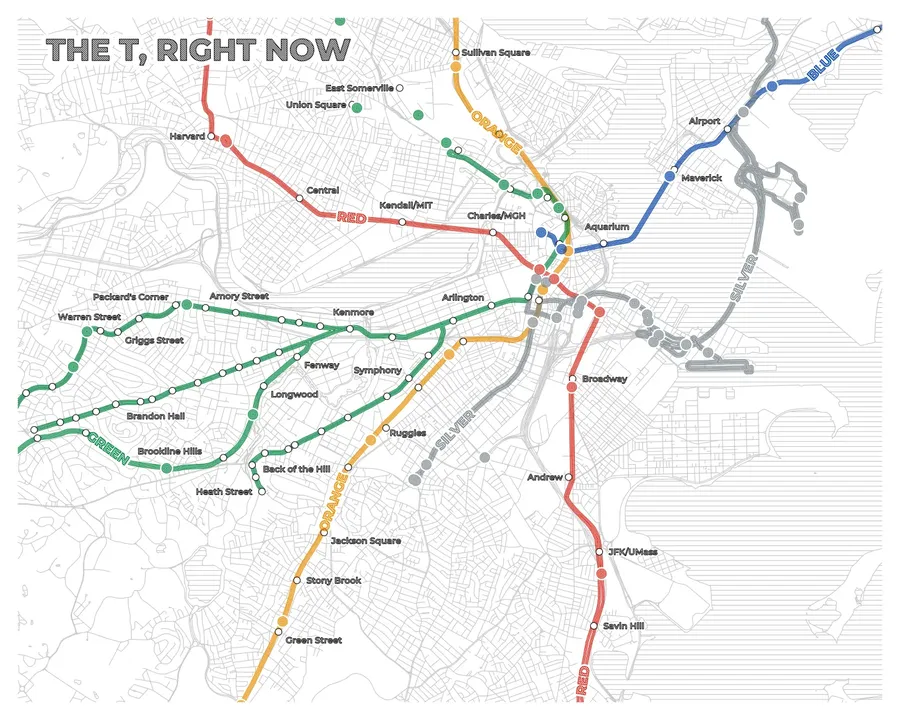 THE T, RIGHT NOW
Sullivan Square
BLUE
East Somerville
Union Square
ORANGE
Airport
Harvard
Maverick
Central
Kendall/MIT
RED
Charles/MGH
Aquarium
SILVER
Packard's Corner
Amory Street
Arlington
Warren Street
Kenmore
Griggs Street
Fenway
Symphony
Broadway
Longwood
Brandon Hall
SILVER
Ruggles
GREEN
Brookline Hills
Back of the Hill
Andrew
Heath Street
ORANGE
Jackson Square
JFK/UMass
Stony Brook
Savin Hill
Green Street
RED